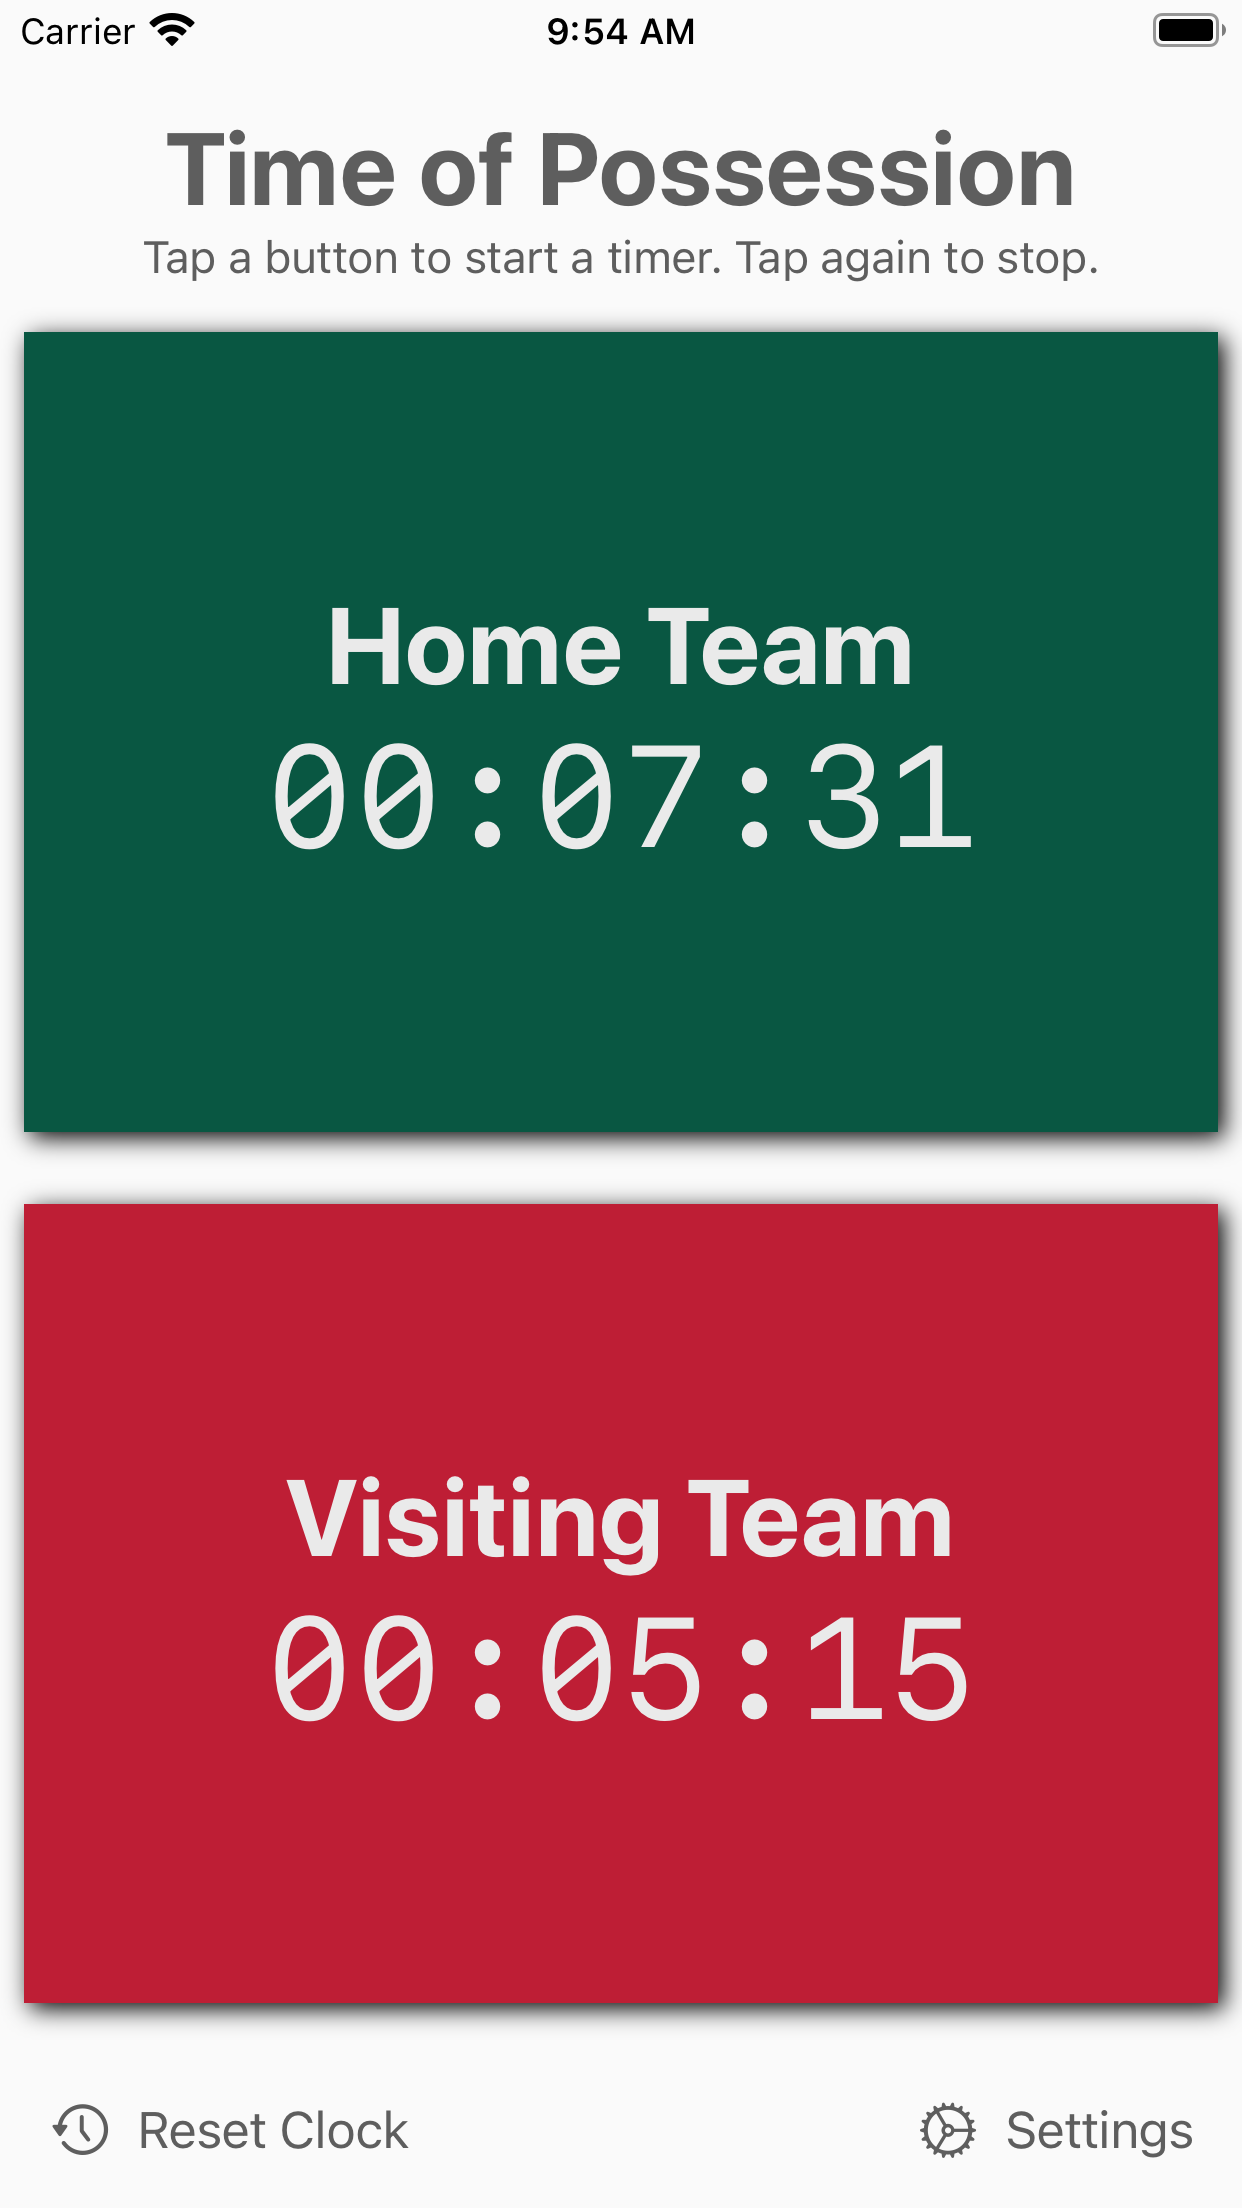 Carrier 9:54 AM
Time of Possession
Tap a button to start a timer. Tap again to stop.
Home Team
00:07:31
Visiting Team
00:05:15
Reset Clock Settings